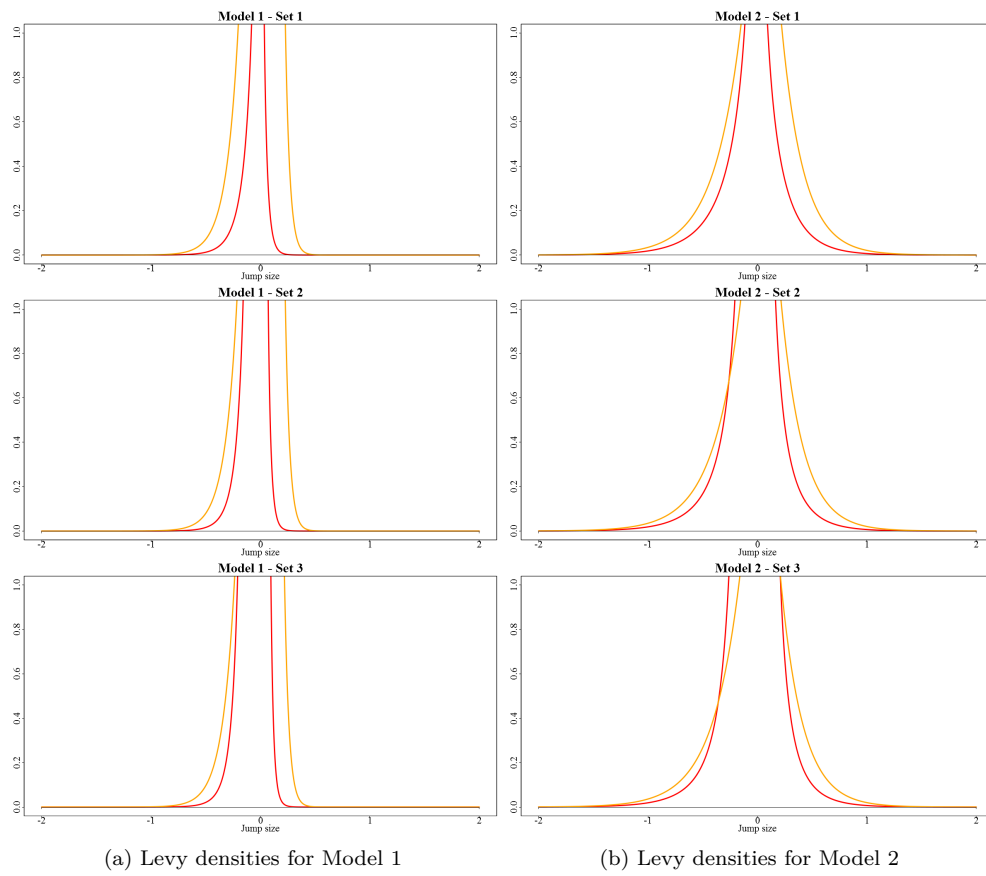 Model 1 - Set 1
1.0
0.8
0.6
0.4
0.2
0.0
-2 -1 0 1 2
Jump size
Model 2 - Set 1
1.0
0.8
0.6
0.4
0.2
0.0
-2 -1 0 1 2
Jump size
Model 1 - Set 2
1.0
0.8
0.6
0.4
0.2
0.0
-2 -1 0 1 2
Jump size
Model 2 - Set 2
1.0
0.8
0.6
0.4
0.2
0.0
-2 -1 0 1 2
Jump size
Model 1 - Set 3
1.0
0.8
0.6
0.4
0.2
0.0
-2 -1 0 1 2
Jump size
Model 2 - Set 3
1.0
0.8
0.6
0.4
0.2
0.0
-2 -1 0 1 2
Jump size
(a) Levy densities for Model 1
(b) Levy densities for Model 2